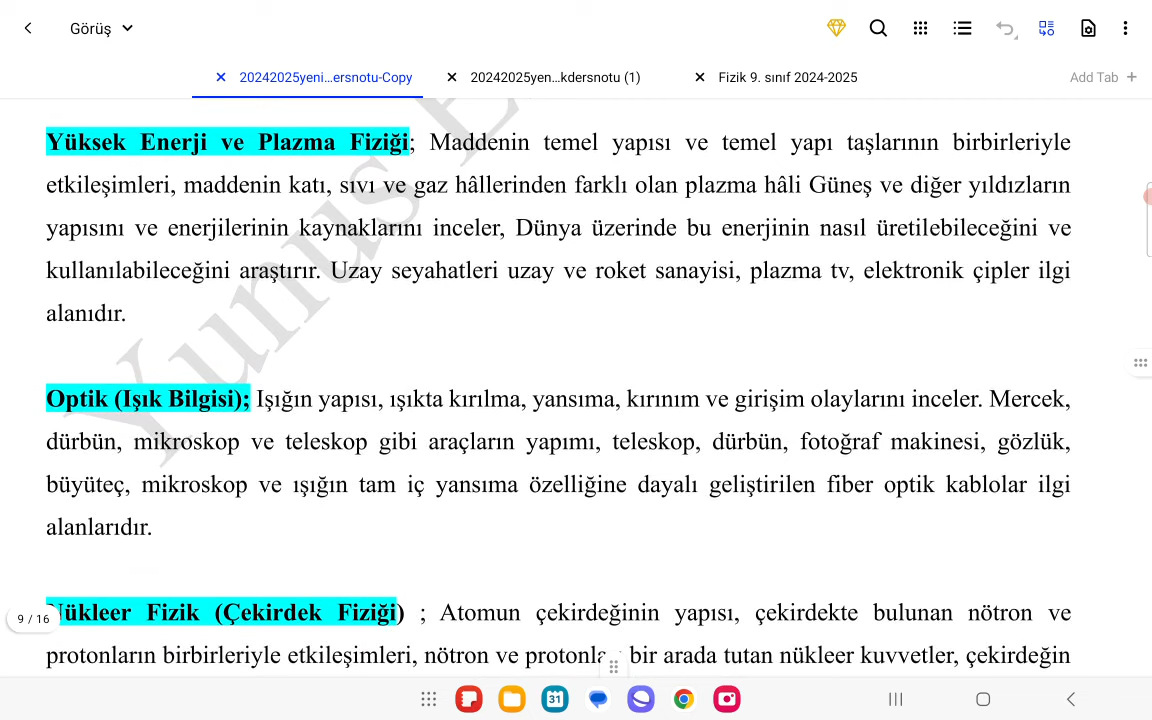 Görüş
20242025yeni...ersnotu-Copy
20242025yen...kdersnotu (1)
Fizik 9. sınıf 2024-2025
Add Tab +
Yüksek Enerji ve Plazma Fiziği; Maddenin temel yapısı ve temel yapı taşlarının birbirleriyle
etkileşimleri, maddenin katı, sıvı ve gaz hâllerinden farklı olan plazma hâli Güneş ve diğer yıldızların
yapısını ve enerjilerinin kaynaklarını inceler, Dünya üzerinde bu enerjinin nasıl üretilebileceğini ve
kullanılabileceğini araştırır. Uzay seyahatleri uzay ve roket sanayisi, plazma tv, elektronik çipler ilgi
alanıdır.
Yunus E
Optik (Işık Bilgisi); Işığın yapısı, ışıkta kırılma, yansıma, kırınım ve girişim olaylarını inceler. Mercek,
dürbün, mikroskop ve teleskop gibi araçların yapımı, teleskop, dürbün, fotoğraf makinesi, gözlük,
büyüteç, mikroskop ve ışığın tam iç yansıma özelliğine dayalı geliştirilen fiber optik kablolar ilgi
alanlarıdır.
Nükleer Fizik (Çekirdek Fiziği) ; Atomun çekirdeğinin yapısı, çekirdekte bulunan nötron ve
9 / 16
protonların birbirleriyle etkileşimleri, nötron ve protonla bir arada tutan nükleer kuvvetler, çekirdeğin
31